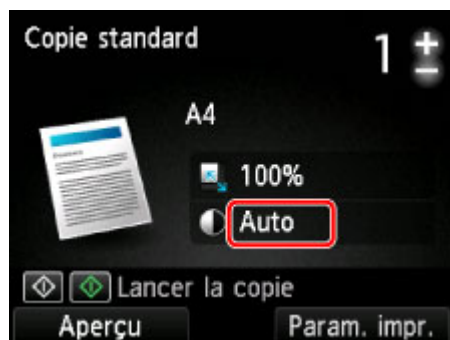 Copie standard
1
A4
100%
Auto
Lancer la copie
Aperçu
Param. impr.